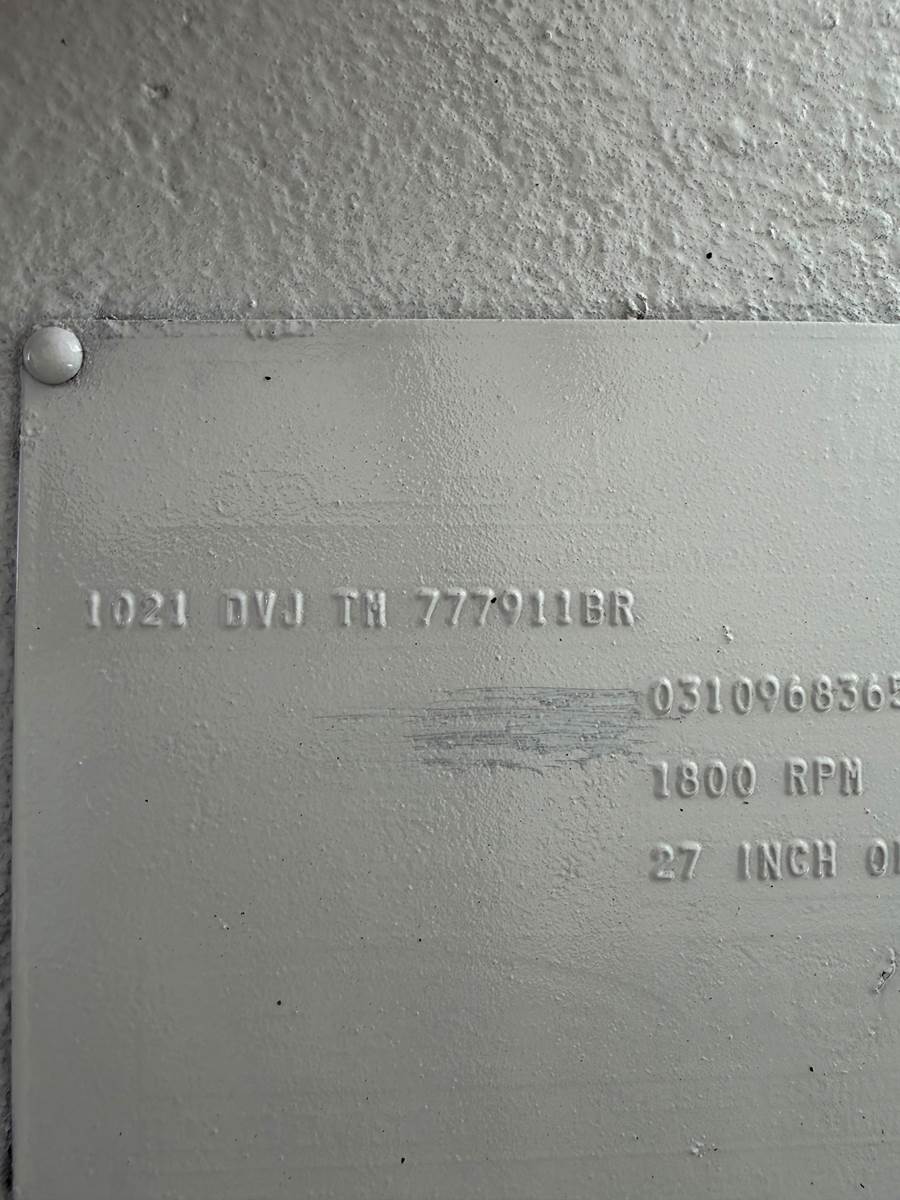 1021 DVJ TM 777911BR
0310968365
1800 RPM
27 INCH